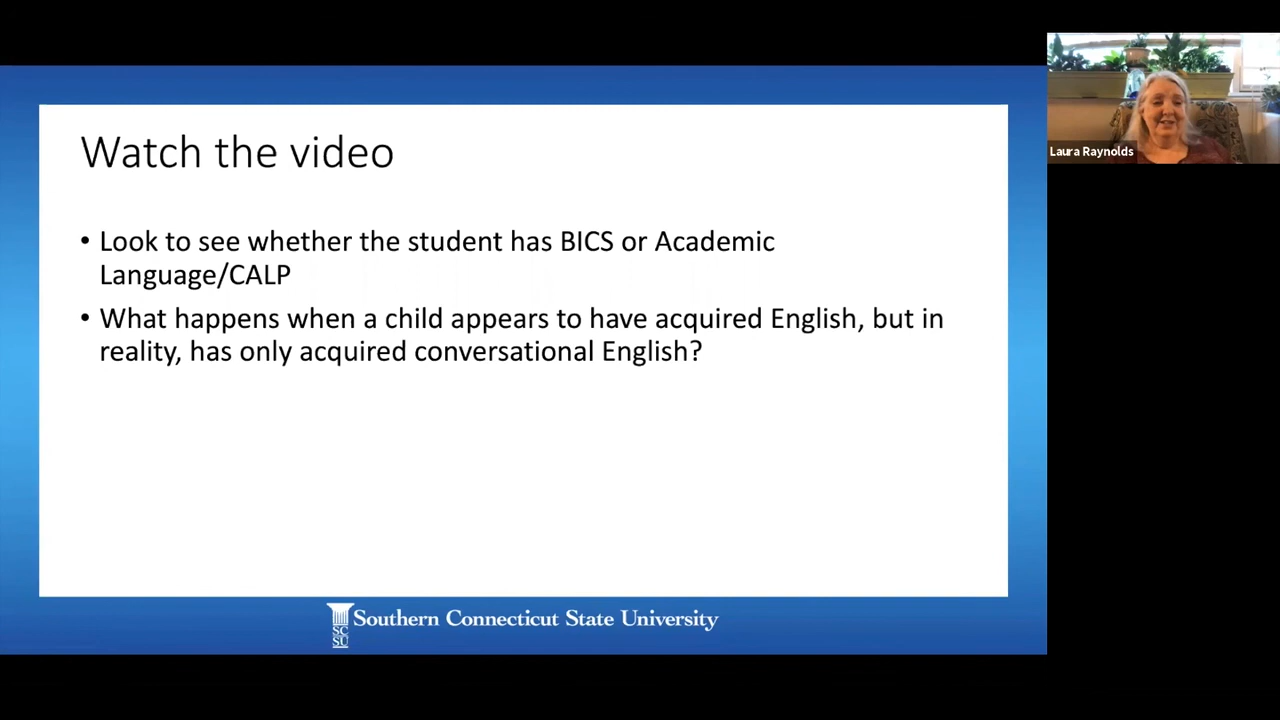 Watch the video
• Look to see whether the student has BICS or Academic
Language/CALP
• What happens when a child appears to have acquired English, but in
reality, has only acquired conversational English?
SC
SU
Southern Connecticut State University
Laura Raynolds